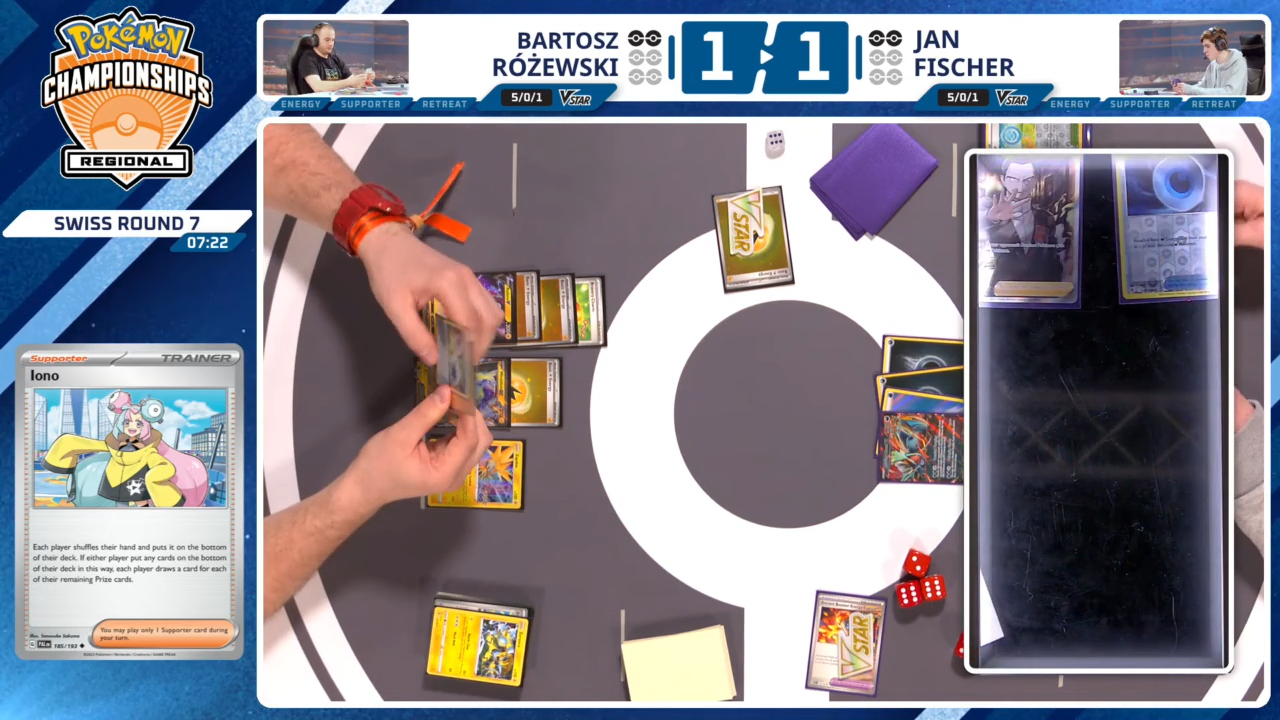 Pokémon
CHAMPIONSHIPS
REGIONAL
SWISS ROUND 7
07:22
BARTOSZ
RÓŻEWSKI
1
1
JAN
FISCHER
ENERGY
SUPPORTER
RETREAT
5/0/1
VSTAR
5/0/1
VSTAR
ENERGY
SUPPORTER
RETREAT
Supporter
TRAINER
Iono
Each player shuffles their hand and puts it on the bottom
of their deck. If either player put any cards on the bottom
of their deck in this way, each player draws a card for each
of their remaining Prize cards.
You may play only 1 Supporter card during
your turn.
185/193
VSTAR
VSTAR